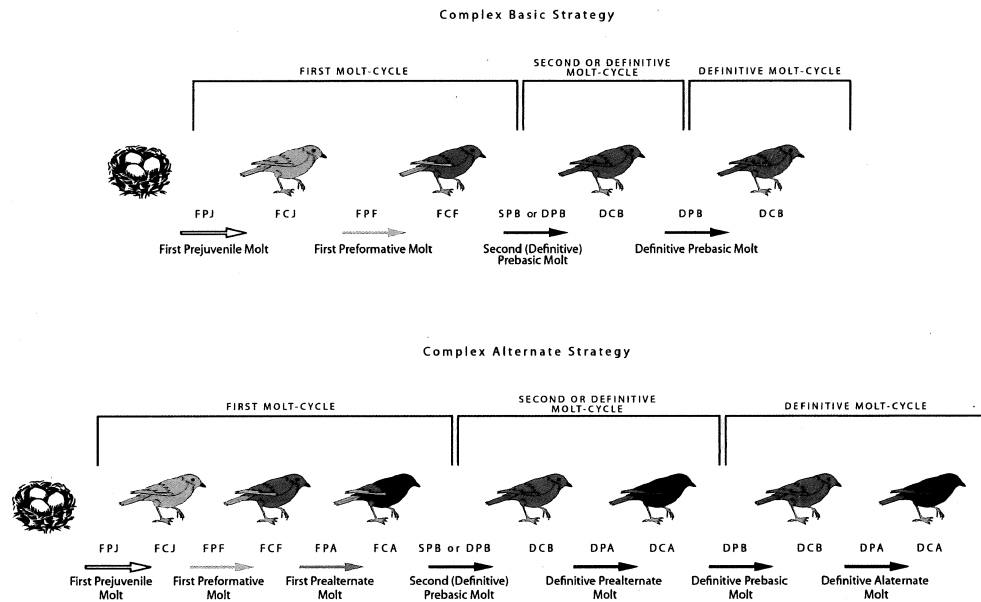 Complex Basic Strategy
FIRST MOLT-CYCLE
SECOND OR DEFINITIVE
MOLT-CYCLE
DEFINITIVE MOLT-CYCLE
FPJ FCJ FPF FCF SPB or DPB DCB DPB DCB
First Prejuvenile Molt First Preformative Molt Second (Definitive) Definitive Prebasic Molt
Prebasic Molt
Complex Alternate Strategy
FIRST MOLT-CYCLE
SECOND OR DEFINITIVE
MOLT-CYCLE
DEFINITIVE MOLT-CYCLE
FPJ FCJ FPF FCF FPA FCA SPB or DPB DCB DPA DCA DPB DCB DPA DCA
First Prejuvenile First Preformative First Prealternate Second (Definitive) Definitive Prealternate Definitive Prebasic Definitive Alaternate
Molt Molt Molt Prebasic Molt Molt Molt Molt